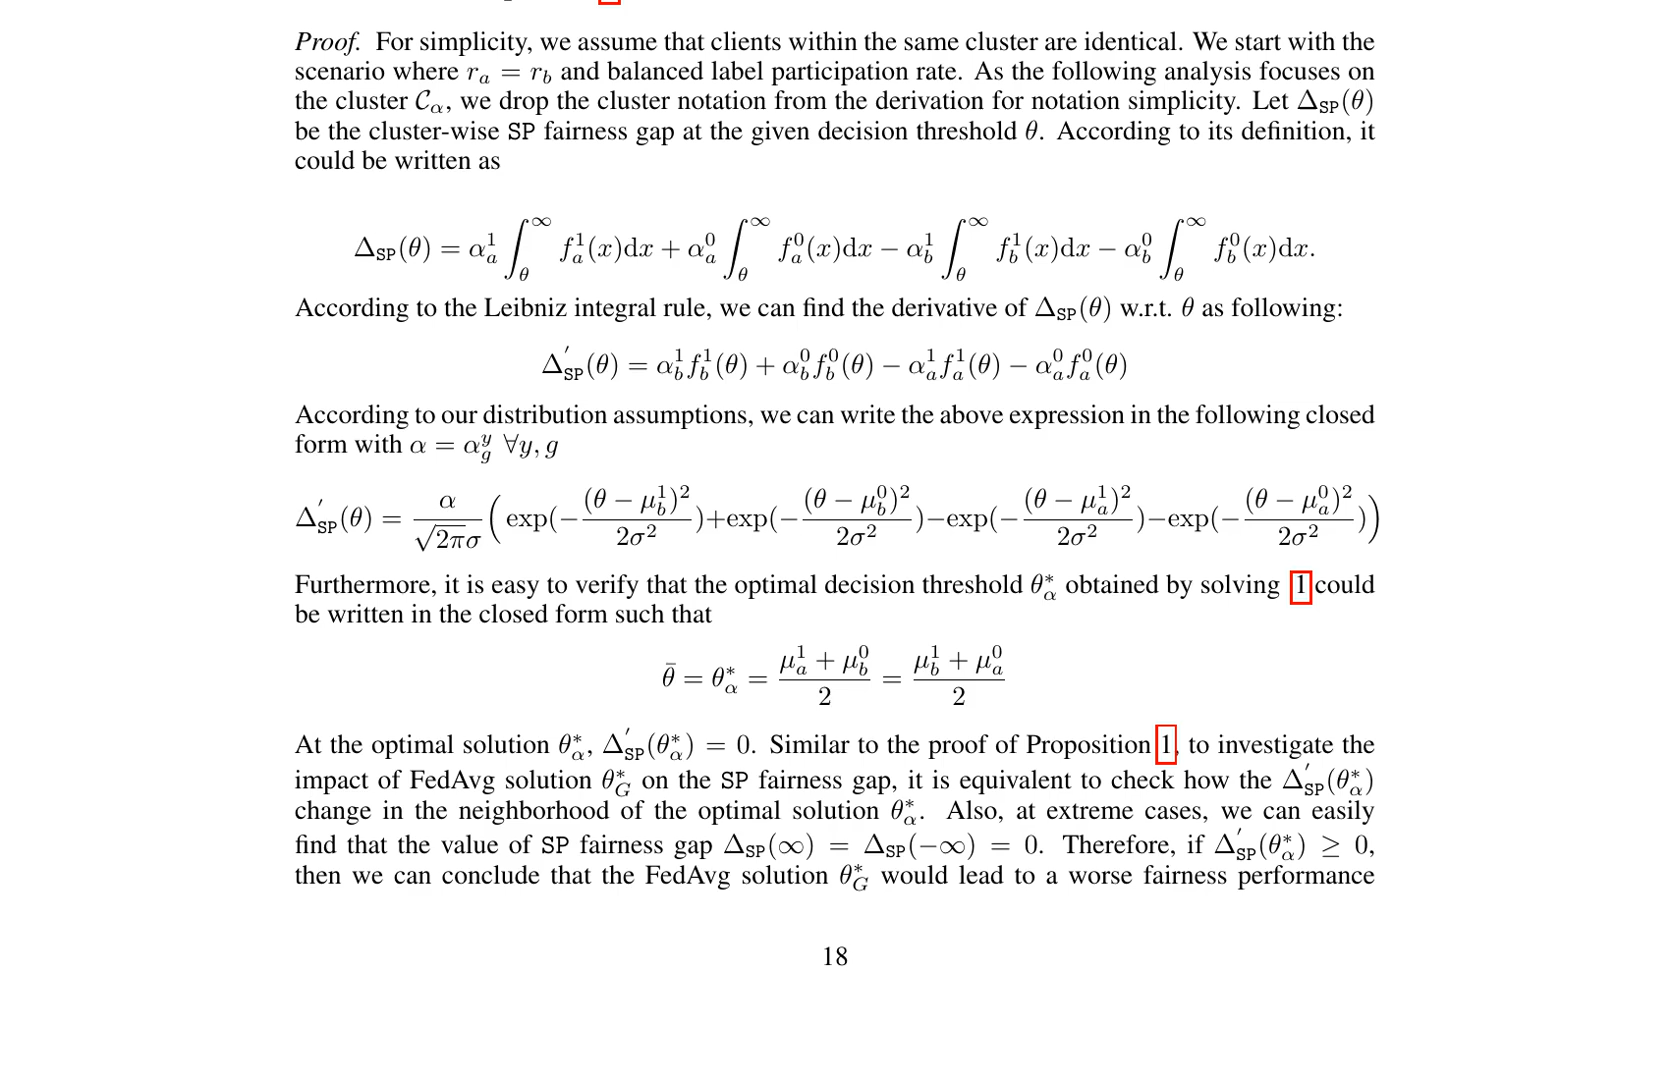 Proof. For simplicity, we assume that clients within the same cluster are identical. We start with the
scenario where r_a = r_b and balanced label participation rate. As the following analysis focuses on
the cluster C_α, we drop the cluster notation from the derivation for notation simplicity. Let Δ_SP(θ)
be the cluster-wise SP fairness gap at the given decision threshold θ. According to its definition, it
could be written as
Δ_SP(θ) = α_a^1 ∫_θ^∞ f_a^1(x)dx + α_a^0 ∫_θ^∞ f_a^0(x)dx − α_b^1 ∫_θ^∞ f_b^1(x)dx − α_b^0 ∫_θ^∞ f_b^0(x)dx.
According to the Leibniz integral rule, we can find the derivative of Δ_SP(θ) w.r.t. θ as following:
Δ'_SP(θ) = α_b^1 f_b^1(θ) + α_b^0 f_b^0(θ) − α_a^1 f_a^1(θ) − α_a^0 f_a^0(θ)
According to our distribution assumptions, we can write the above expression in the following closed
form with α = α_g^y ∀y, g
Δ'_SP(θ) = α/(√(2π)σ) ( exp(−(θ − μ_b^1)²/2σ²)+exp(−(θ − μ_b^0)²/2σ²)−exp(−(θ − μ_a^1)²/2σ²)−exp(−(θ − μ_a^0)²/2σ²) )
Furthermore, it is easy to verify that the optimal decision threshold θ_α^* obtained by solving 1 could
be written in the closed form such that
θ̄ = θ_α^* = (μ_a^1 + μ_b^0)/2 = (μ_b^1 + μ_a^0)/2
At the optimal solution θ_α^*, Δ'_SP(θ_α^*) = 0. Similar to the proof of Proposition 1, to investigate the
impact of FedAvg solution θ_G^* on the SP fairness gap, it is equivalent to check how the Δ'_SP(θ_α^*)
change in the neighborhood of the optimal solution θ_α^*. Also, at extreme cases, we can easily
find that the value of SP fairness gap Δ_SP(∞) = Δ_SP(−∞) = 0. Therefore, if Δ'_SP(θ_α^*) ≥ 0,
then we can conclude that the FedAvg solution θ_G^* would lead to a worse fairness performance
18